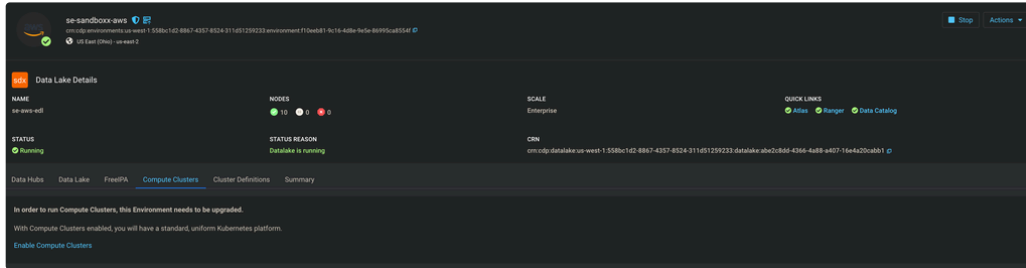 se-sandboxx-aws
crn:cdp:environments:us-west-1:558bc1d2-8867-4357-8524-311d51259233:environment:f10eeb81-9c16-4d8e-9e5e-86995ca8554f
US East (Ohio) - us-east-2
Stop
Actions
sdx Data Lake Details
NAME NODES SCALE QUICK LINKS
se-aws-edl 10 0 0 Enterprise Atlas Ranger Data Catalog
STATUS STATUS REASON CRN
Running Datalake is running crn:cdp:datalake:us-west-1:558bc1d2-8867-4357-8524-311d51259233:datalake:abe2c8dd-4366-4a88-a407-16e4a20cabb1
Data Hubs Data Lake FreeIPA Compute Clusters Cluster Definitions Summary
In order to run Compute Clusters, this Environment needs to be upgraded.
With Compute Clusters enabled, you will have a standard, uniform Kubernetes platform.
Enable Compute Clusters